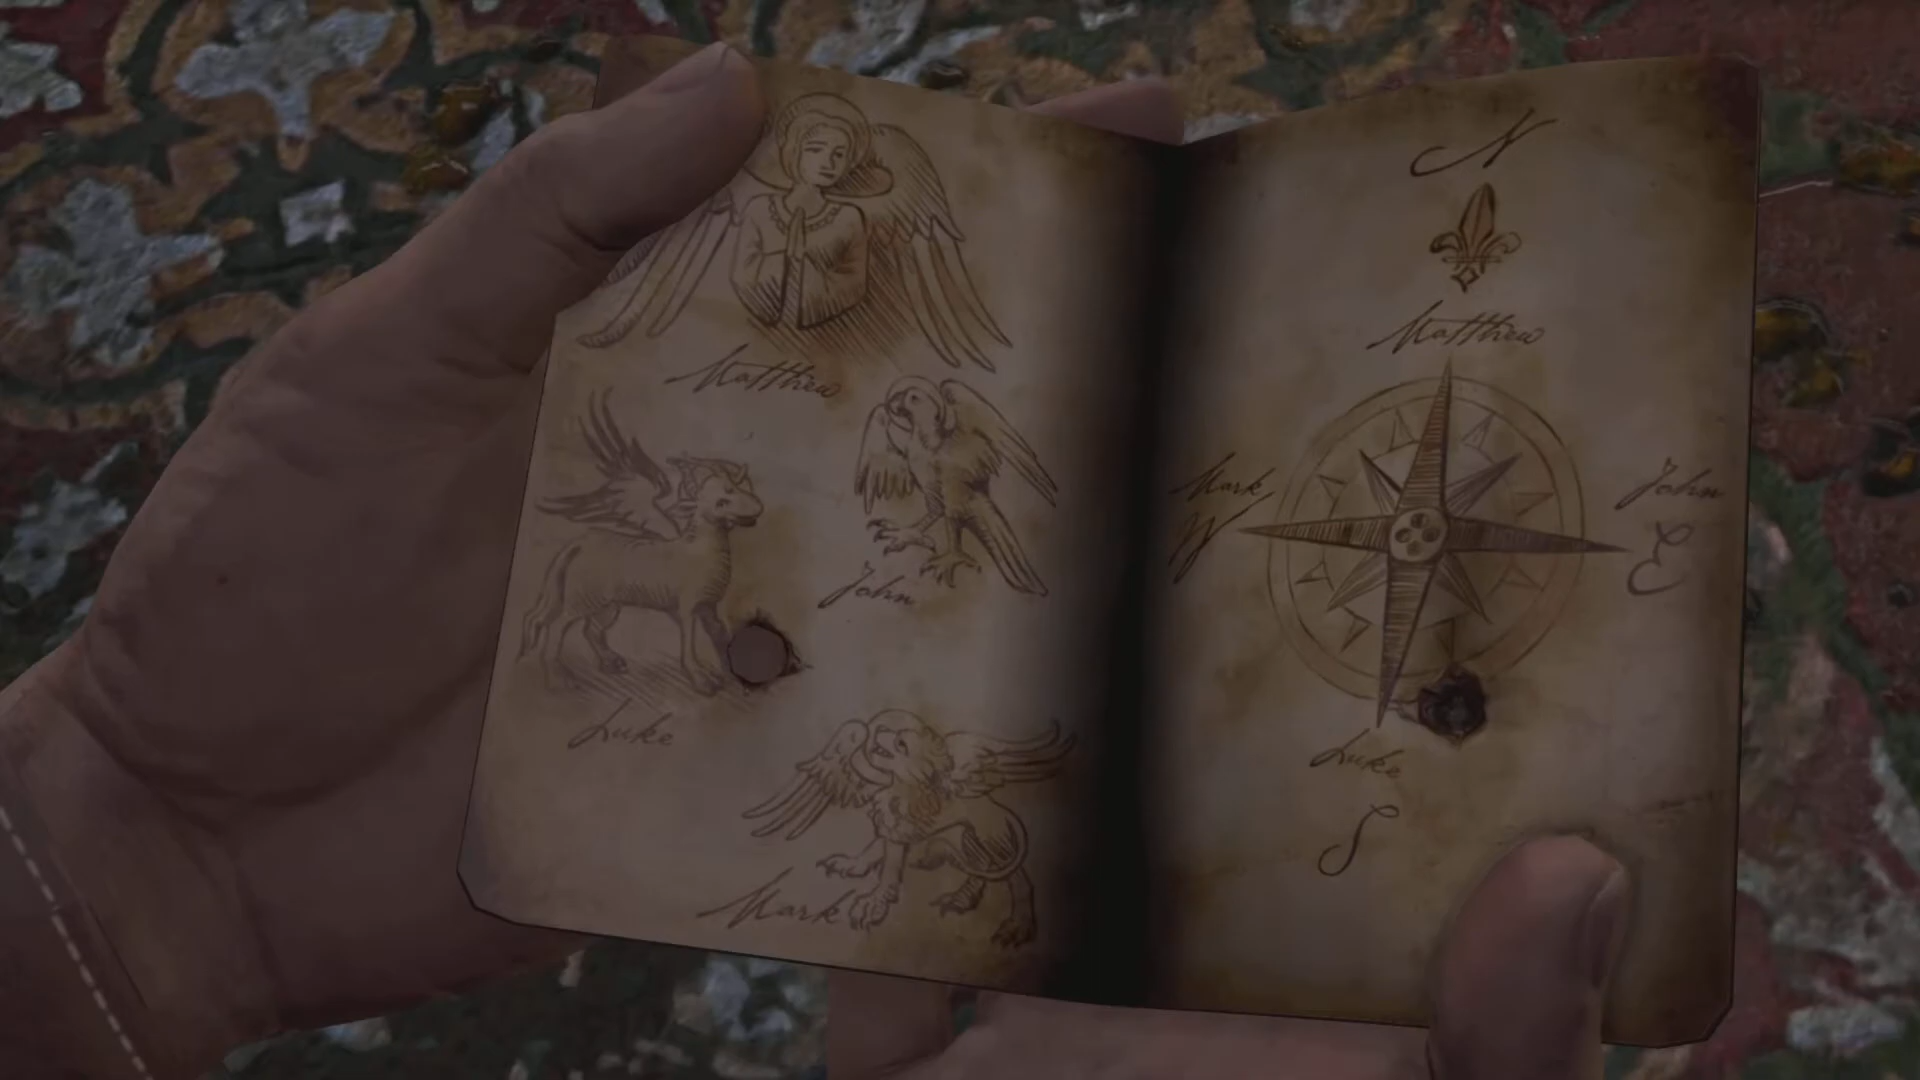 Matthew
John
Luke
Mark
N
Matthew
Mark
W
John
E
Luke
S